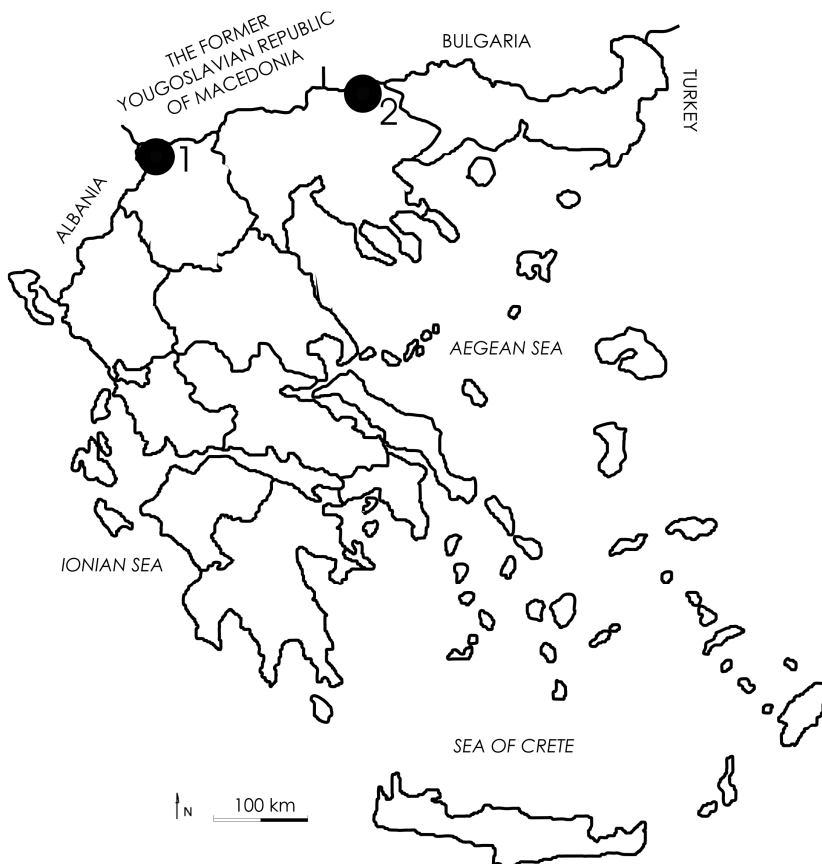 THE FORMER
YOUGOSLAVIAN REPUBLIC
OF MACEDONIA
BULGARIA
TURKEY
2
1
ALBANIA
AEGEAN SEA
IONIAN SEA
SEA OF CRETE
N
100 km